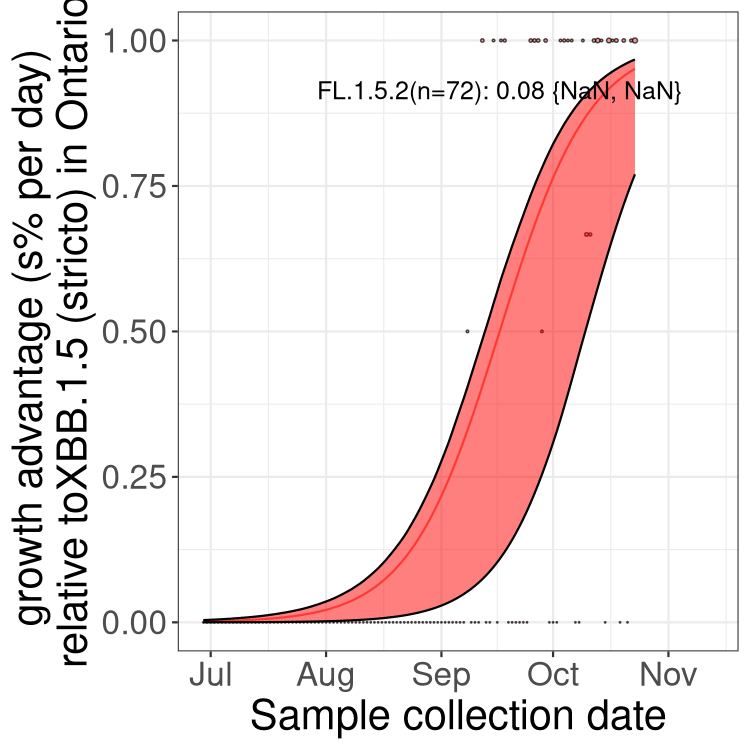 growth advantage (s% per day)
relative toXBB.1.5 (stricto) in Ontario
1.00
0.75
0.50
0.25
0.00
FL.1.5.2(n=72): 0.08 {NaN, NaN}
Jul Aug Sep Oct Nov
Sample collection date